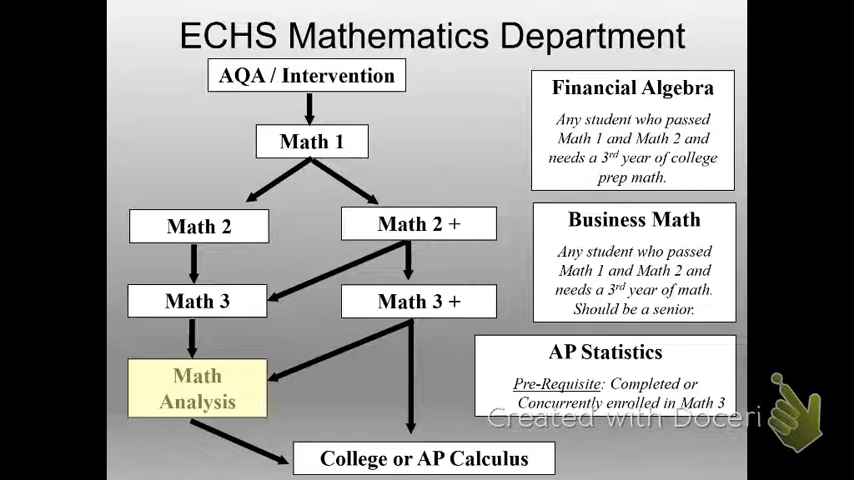 ECHS Mathematics Department
AQA / Intervention
Math 1
Math 2
Math 2 +
Math 3
Math 3 +
Math
Analysis
College or AP Calculus
Financial Algebra
Any student who passed
Math 1 and Math 2 and
needs a 3rd year of college
prep math.
Business Math
Any student who passed
Math 1 and Math 2 and
needs a 3rd year of math.
Should be a senior.
AP Statistics
Pre-Requisite: Completed or
Concurrently enrolled in Math 3
Created with Doceri